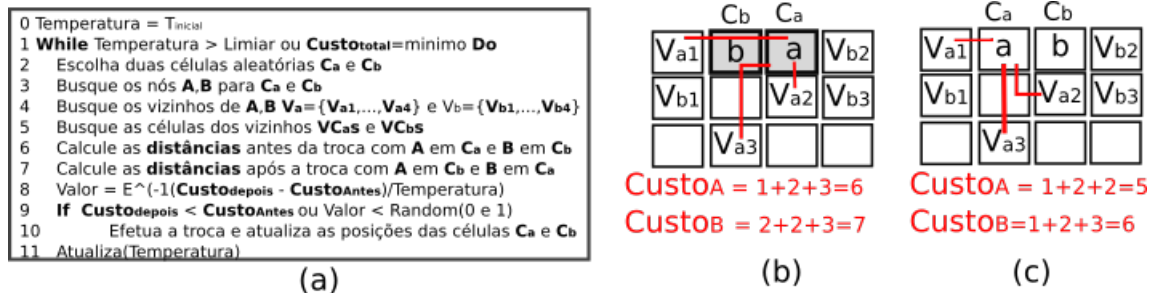 0 Temperatura = Tinicial
1 While Temperatura > Limiar ou Custototal=minimo Do
2 Escolha duas células aleatórias Ca e Cb
3 Busque os nós A,B para Ca e Cb
4 Busque os vizinhos de A,B Va={Va1,...,Va4} e Vb={Vb1,...,Vb4}
5 Busque as células dos vizinhos VCas e VCbs
6 Calcule as distâncias antes da troca com A em Ca e B em Cb
7 Calcule as distâncias após a troca com A em Cb e B em Ca
8 Valor = E^(-1(Custodepois - CustoAntes)/Temperatura)
9 If Custodepois < CustoAntes ou Valor < Random(0 e 1)
10 Efetua a troca e atualiza as posições das células Ca e Cb
11 Atualiza(Temperatura)
(a)
Cb Ca
Va1 b a Vb2
Vb1 Va2 Vb3
Va3
CustoA = 1+2+3=6
CustoB = 2+2+3=7
(b)
Ca Cb
Va1 a b Vb2
Vb1 Va2 Vb3
Va3
CustoA = 1+2+2=5
CustoB=1+2+3=6
(c)